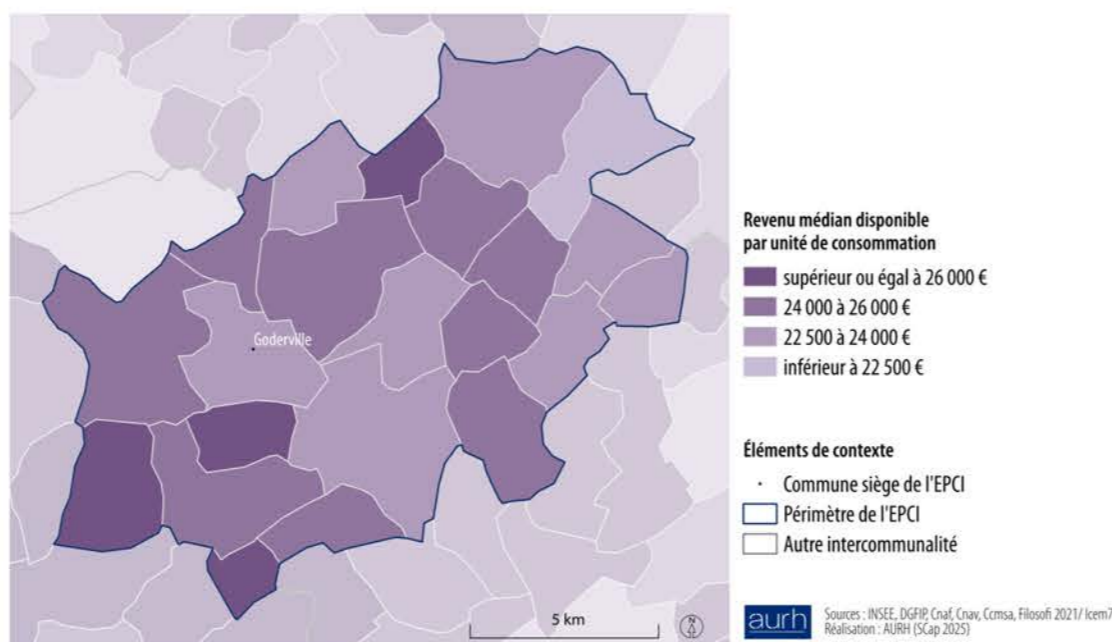 Goderville
5 km
N
Revenu médian disponible
par unité de consommation
supérieur ou égal à 26 000 €
24 000 à 26 000 €
22 500 à 24 000 €
inférieur à 22 500 €
Éléments de contexte
Commune siège de l'EPCI
Périmètre de l'EPCI
Autre intercommunalité
aurh
Sources : INSEE, DGFIP, Cnaf, Cnav, Ccmsa, Filosofi 2021/ Icem7
Réalisation : AURH (SCap 2025)